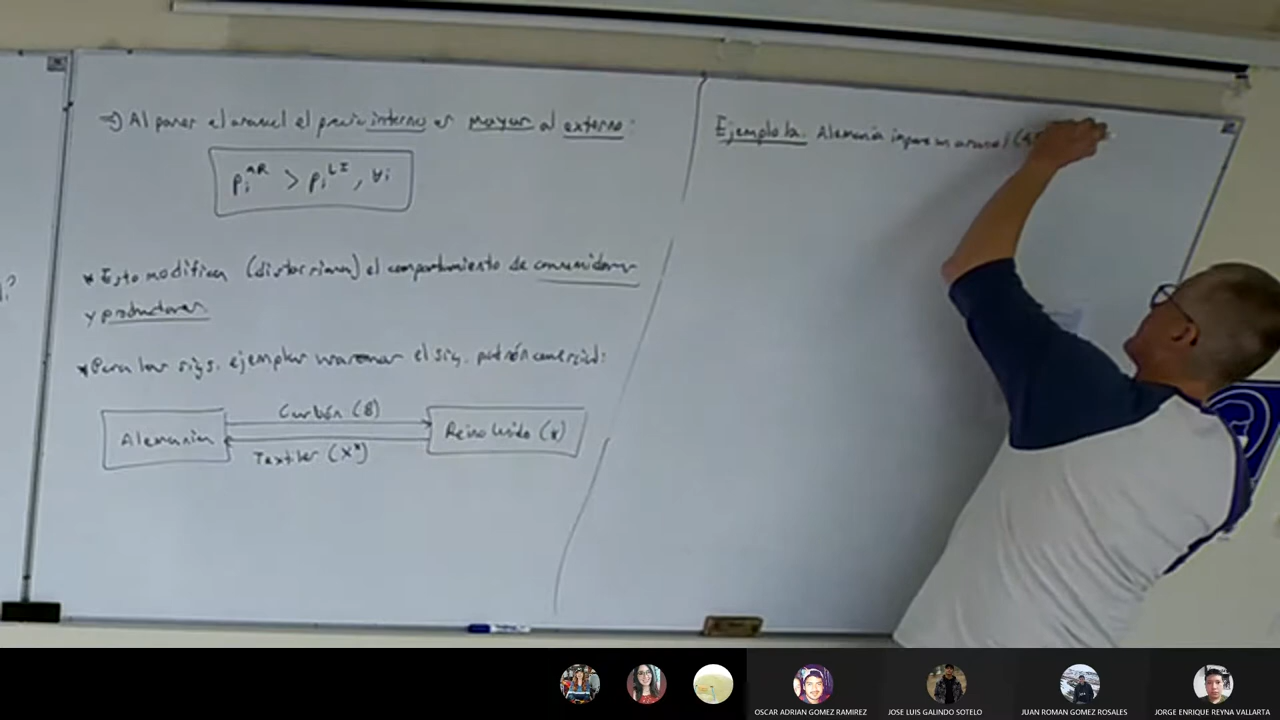 ⇒ Al poner el arancel el precio interno es mayor al externo:
Pi^AR > Pi^LI, ∀i
* Esto modifica (distorsiona) el comportamiento de consumidores
y productores
* Para los sigs. ejemplos usaremos el sig. patrón comercial:
Carbón (8)
Alemania
Reino Unido (*)
Textiles (X*)
Ejemplo 1a. Alemania impone un arancel (
OSCAR ADRIAN GOMEZ RAMIREZ
JOSE LUIS GALINDO SOTELO
JUAN ROMAN GOMEZ ROSALES
JORGE ENRIQUE REYNA VALLARTA